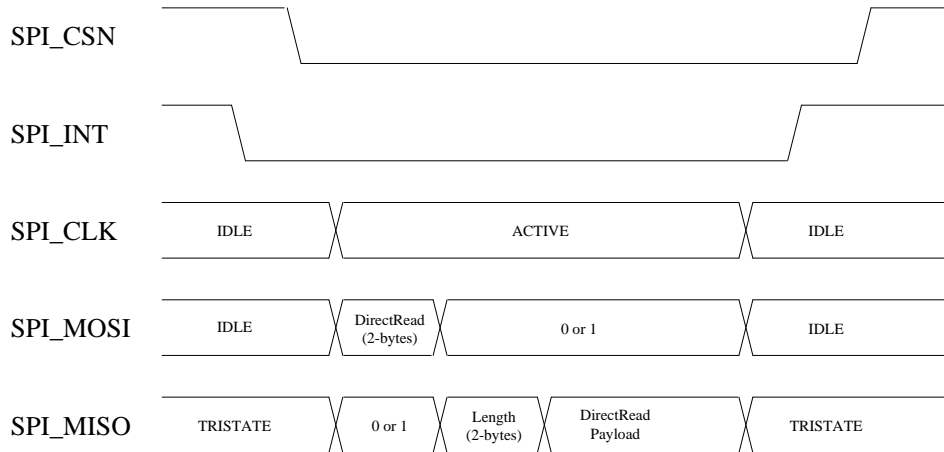 SPI_CSN
SPI_INT
SPI_CLK
IDLE
ACTIVE
IDLE
SPI_MOSI
IDLE
DirectRead
(2-bytes)
0 or 1
IDLE
SPI_MISO
TRISTATE
0 or 1
Length
(2-bytes)
DirectRead
Payload
TRISTATE